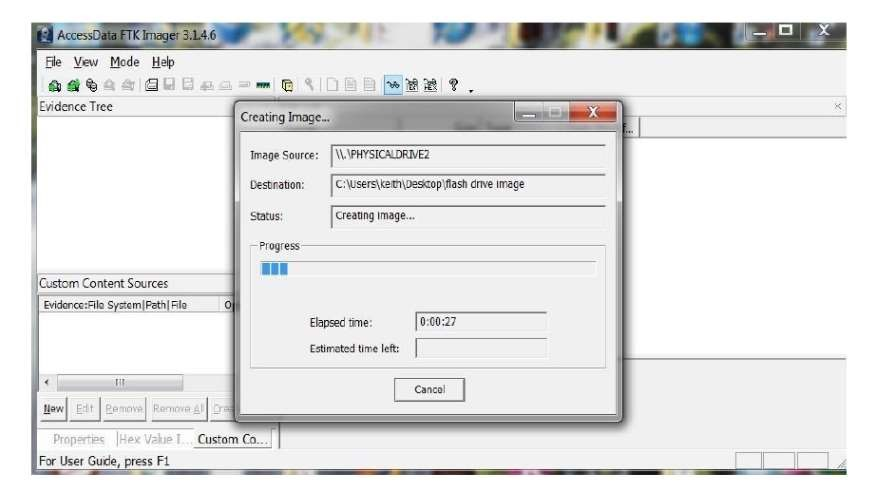 AccessData FTK Imager 3.1.4.6
File View Mode Help
Evidence Tree
Creating Image...
Image Source: \\.\PHYSICALDRIVE2
Destination: C:\Users\keith\Desktop\flash drive image
Status: Creating image...
Progress
Elapsed time: 0:00:27
Estimated time left:
Cancel
Custom Content Sources
Evidence:File System|Path|File
New Edit Remove Remove All
Properties Hex Value I... Custom Co...
For User Guide, press F1